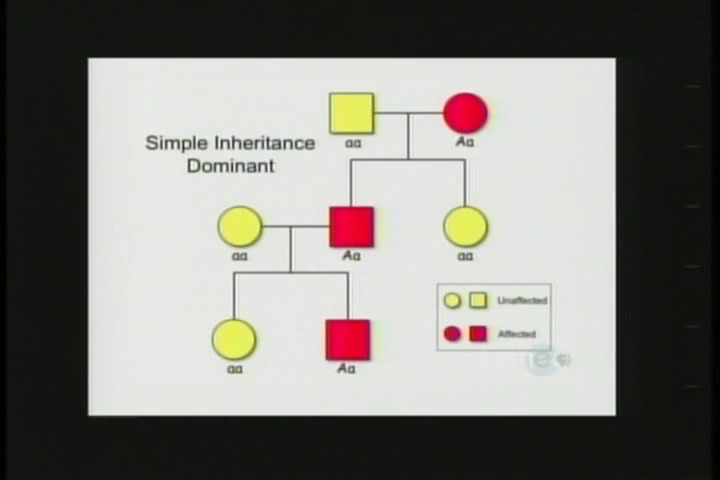 Simple Inheritance
Dominant
aa
Aa
aa
Aa
aa
aa
Aa
Unaffected
Affected